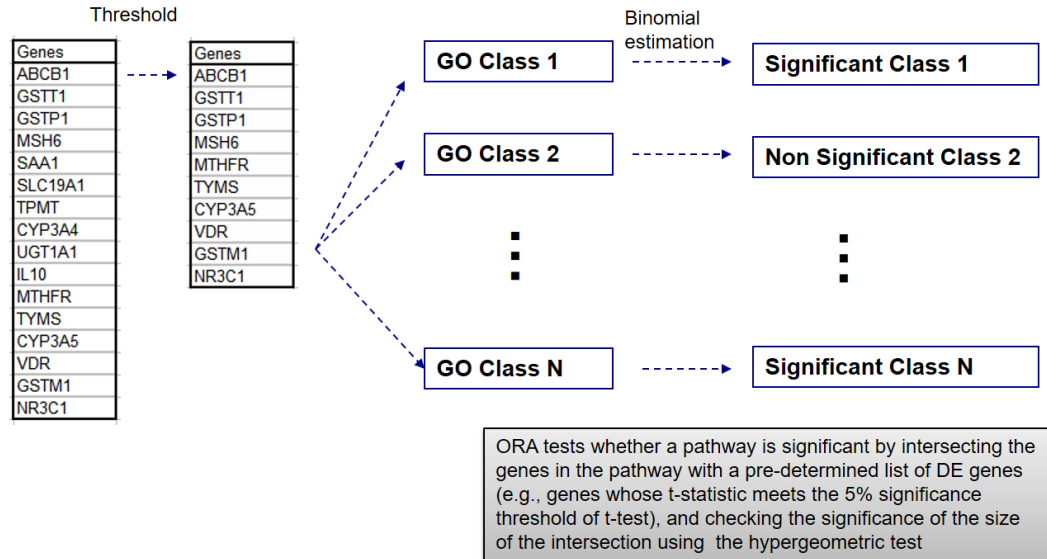 Threshold
Genes
ABCB1
GSTT1
GSTP1
MSH6
SAA1
SLC19A1
TPMT
CYP3A4
UGT1A1
IL10
MTHFR
TYMS
CYP3A5
VDR
GSTM1
NR3C1
Genes
ABCB1
GSTT1
GSTP1
MSH6
MTHFR
TYMS
CYP3A5
VDR
GSTM1
NR3C1
Binomial
estimation
GO Class 1
Significant Class 1
GO Class 2
Non Significant Class 2
GO Class N
Significant Class N
ORA tests whether a pathway is significant by intersecting the
genes in the pathway with a pre-determined list of DE genes
(e.g., genes whose t-statistic meets the 5% significance
threshold of t-test), and checking the significance of the size
of the intersection using the hypergeometric test